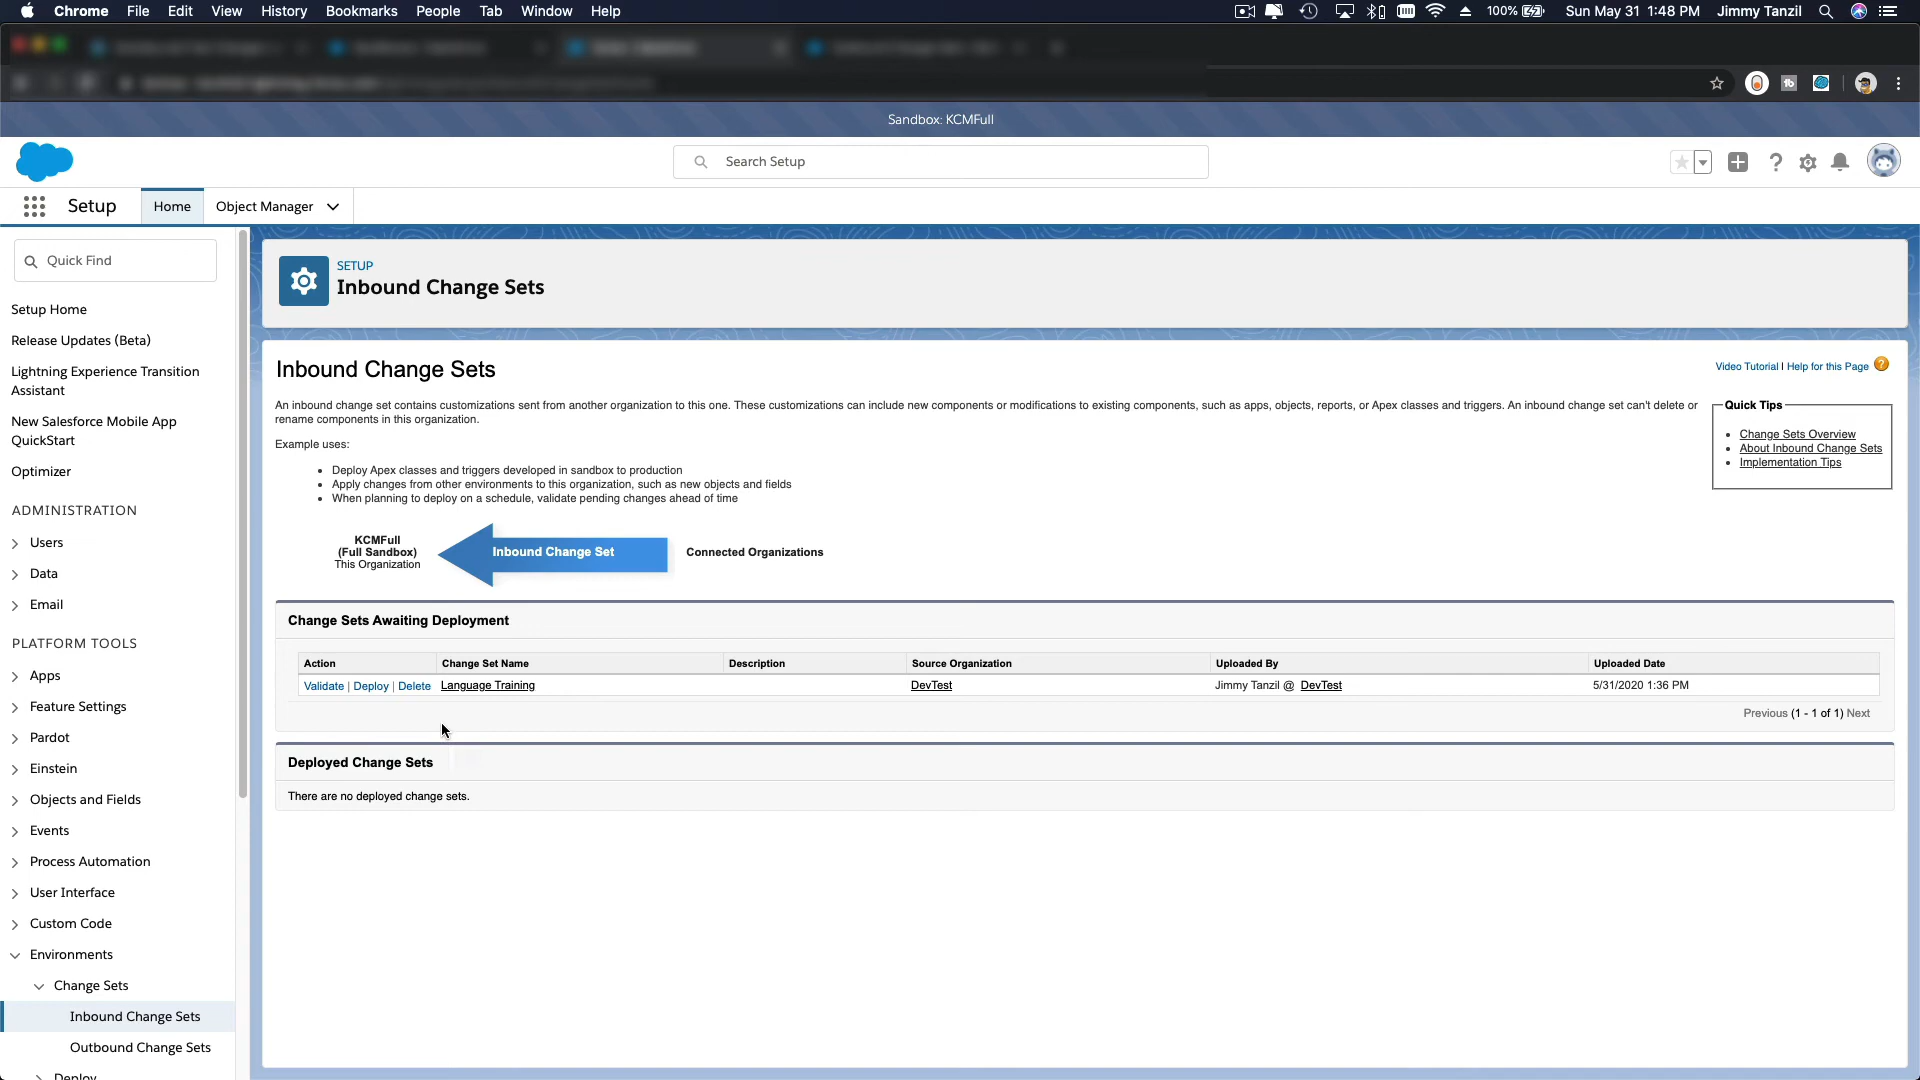 Chrome File Edit View History Bookmarks People Tab Window Help 100% Sun May 31 1:48 PM Jimmy Tanzil
Sandbox: KCMFull
Search Setup
Setup Home Object Manager
Quick Find
Setup Home
Release Updates (Beta)
Lightning Experience Transition
Assistant
New Salesforce Mobile App
QuickStart
Optimizer
ADMINISTRATION
Users
Data
Email
PLATFORM TOOLS
Apps
Feature Settings
Pardot
Einstein
Objects and Fields
Events
Process Automation
User Interface
Custom Code
Environments
Change Sets
Inbound Change Sets
Outbound Change Sets
Deploy
SETUP
Inbound Change Sets
Inbound Change Sets
Video Tutorial | Help for this Page ?
An inbound change set contains customizations sent from another organization to this one. These customizations can include new components or modifications to existing components, such as apps, objects, reports, or Apex classes and triggers. An inbound change set can't delete or
rename components in this organization.
Example uses:
• Deploy Apex classes and triggers developed in sandbox to production
• Apply changes from other environments to this organization, such as new objects and fields
• When planning to deploy on a schedule, validate pending changes ahead of time
Quick Tips
• Change Sets Overview
• About Inbound Change Sets
• Implementation Tips
KCMFull
(Full Sandbox)
This Organization
Inbound Change Set
Connected Organizations
Change Sets Awaiting Deployment
Action Change Set Name Description Source Organization Uploaded By Uploaded Date
Validate | Deploy | Delete Language Training DevTest Jimmy Tanzil @ DevTest 5/31/2020 1:36 PM
Previous (1 - 1 of 1) Next
Deployed Change Sets
There are no deployed change sets.